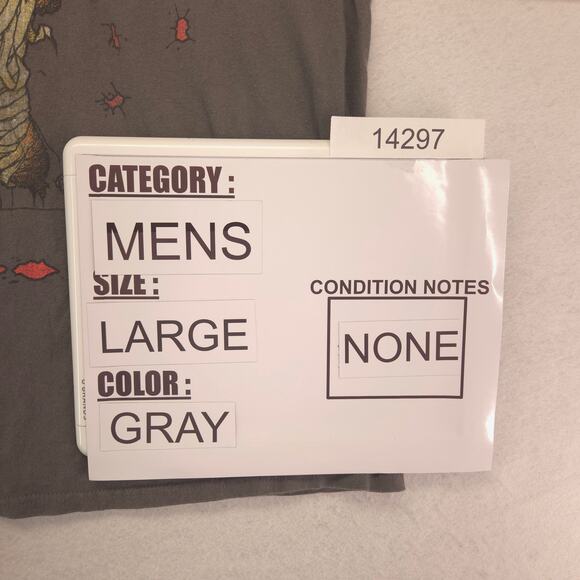 14297
CATEGORY :
MENS
SIZE :
LARGE
COLOR :
GRAY
CONDITION NOTES
NONE